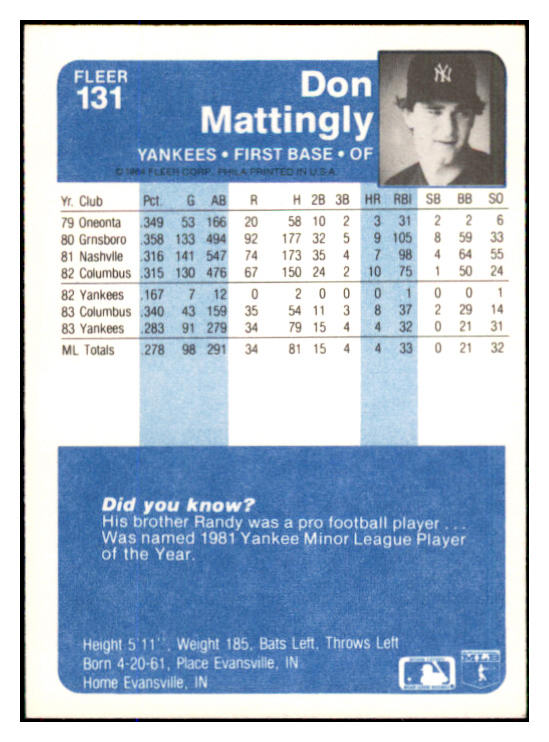 FLEER
131
Don
Mattingly
YANKEES • FIRST BASE • OF
© 1984 FLEER CORP. PHILA PRINTED IN U.S.A.
Yr. Club Pct. G AB R H 2B 3B HR RBI SB BB SO
79 Oneonta .349 53 166 20 58 10 2 3 31 2 2 6
80 Grnsboro .358 133 494 92 177 32 5 9 105 8 59 33
81 Nashvlle .316 141 547 74 173 35 4 7 98 4 64 55
82 Columbus .315 130 476 67 150 24 2 10 75 1 50 24
82 Yankees .167 7 12 0 2 0 0 0 1 0 0 1
83 Columbus .340 43 159 35 54 11 3 8 37 2 29 14
83 Yankees .283 91 279 34 79 15 4 4 32 0 21 31
ML Totals .278 98 291 34 81 15 4 4 33 0 21 32
Did you know?
His brother Randy was a pro football player . . .
Was named 1981 Yankee Minor League Player
of the Year.
Height 5'11'', Weight 185, Bats Left, Throws Left
Born 4-20-61, Place Evansville, IN
Home Evansville, IN